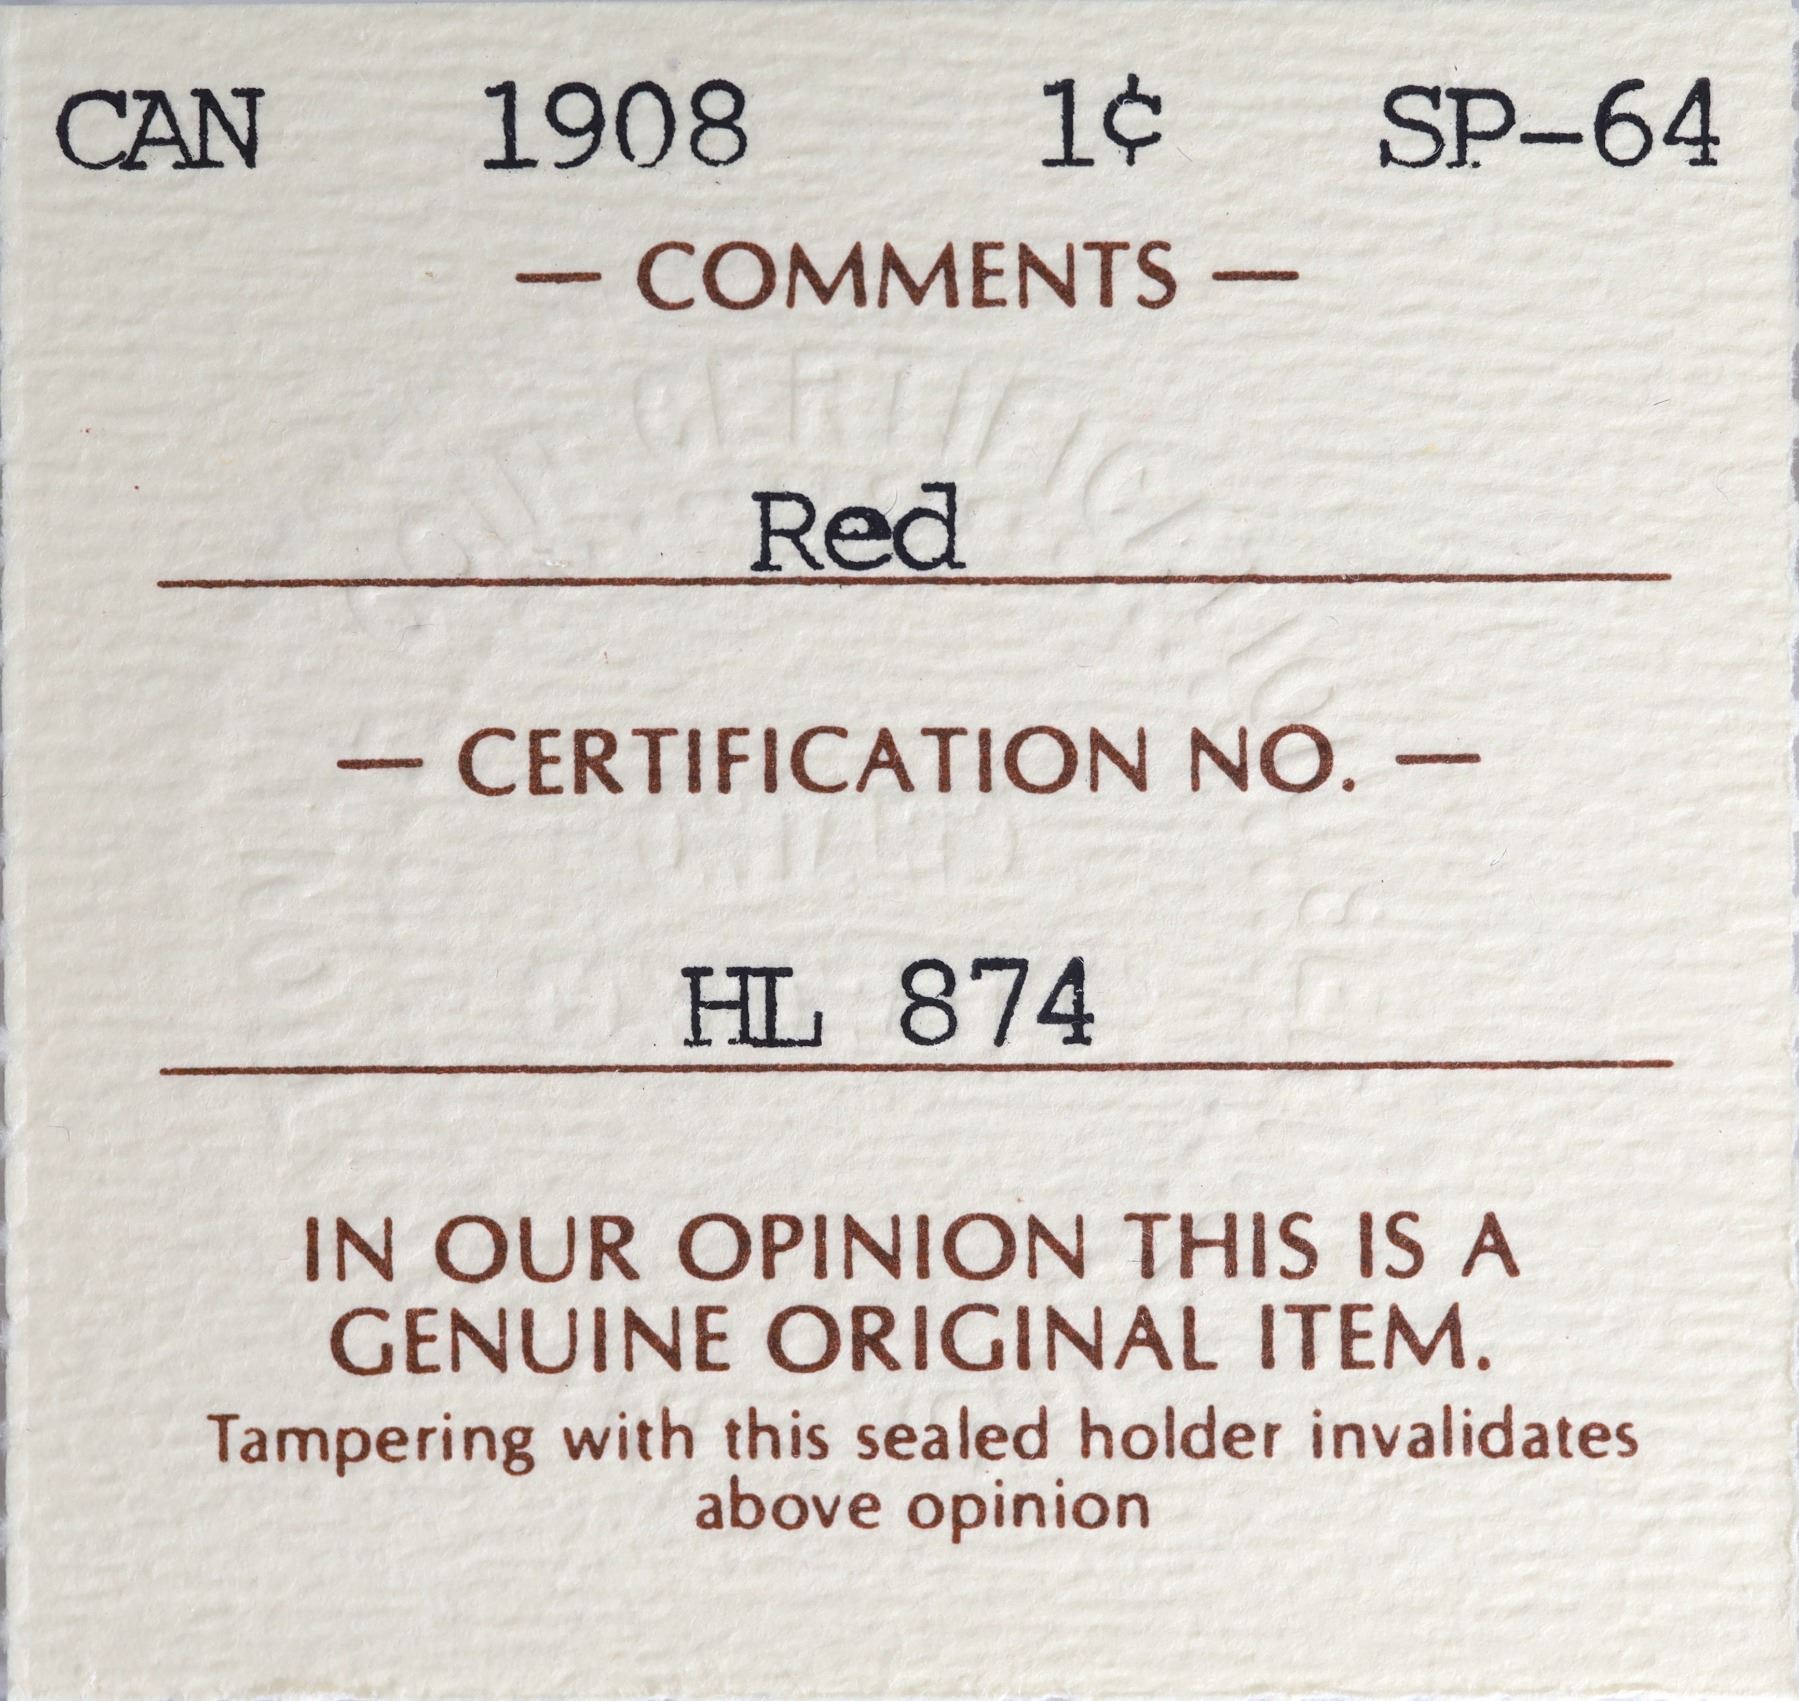 CAN 1908 1¢ SP-64
— COMMENTS —
Red
— CERTIFICATION NO. —
HL 874
IN OUR OPINION THIS IS A
GENUINE ORIGINAL ITEM.
Tampering with this sealed holder invalidates
above opinion